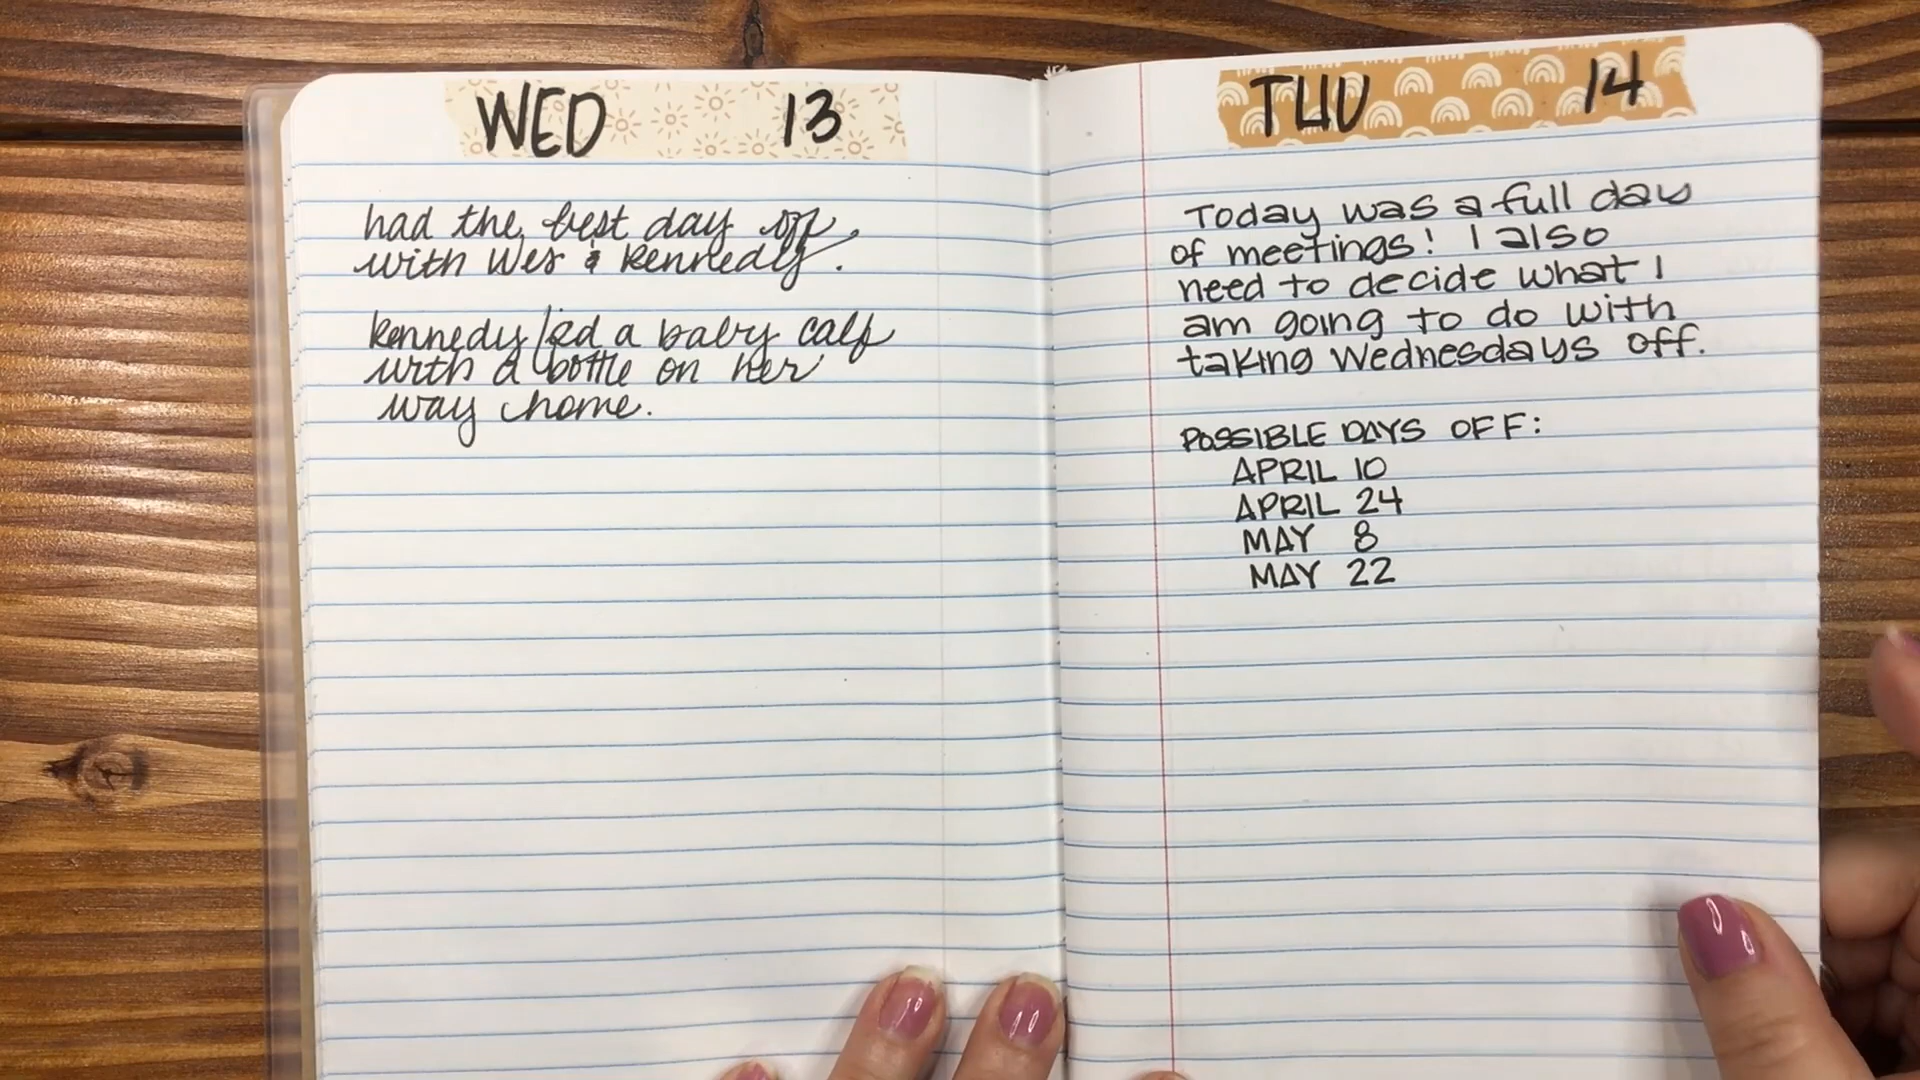 WED 13
had the best day off
with Wes & Kennedy.
Kennedy fed a baby calf
with a bottle on her
way home.
THU 14
Today was a full day
of meetings! I also
need to decide what I
am going to do with
taking Wednesdays off.
POSSIBLE DAYS OFF:
APRIL 10
APRIL 24
MAY 8
MAY 22